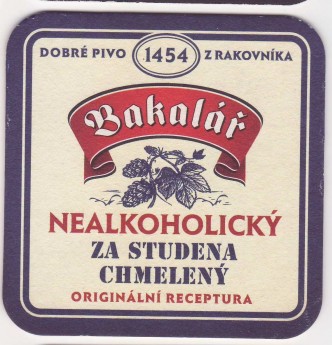 DOBRÉ PIVO 1454 Z RAKOVNÍKA
Bakalář
NEALKOHOLICKÝ
ZA STUDENA
CHMELENÝ
ORIGINÁLNÍ RECEPTURA